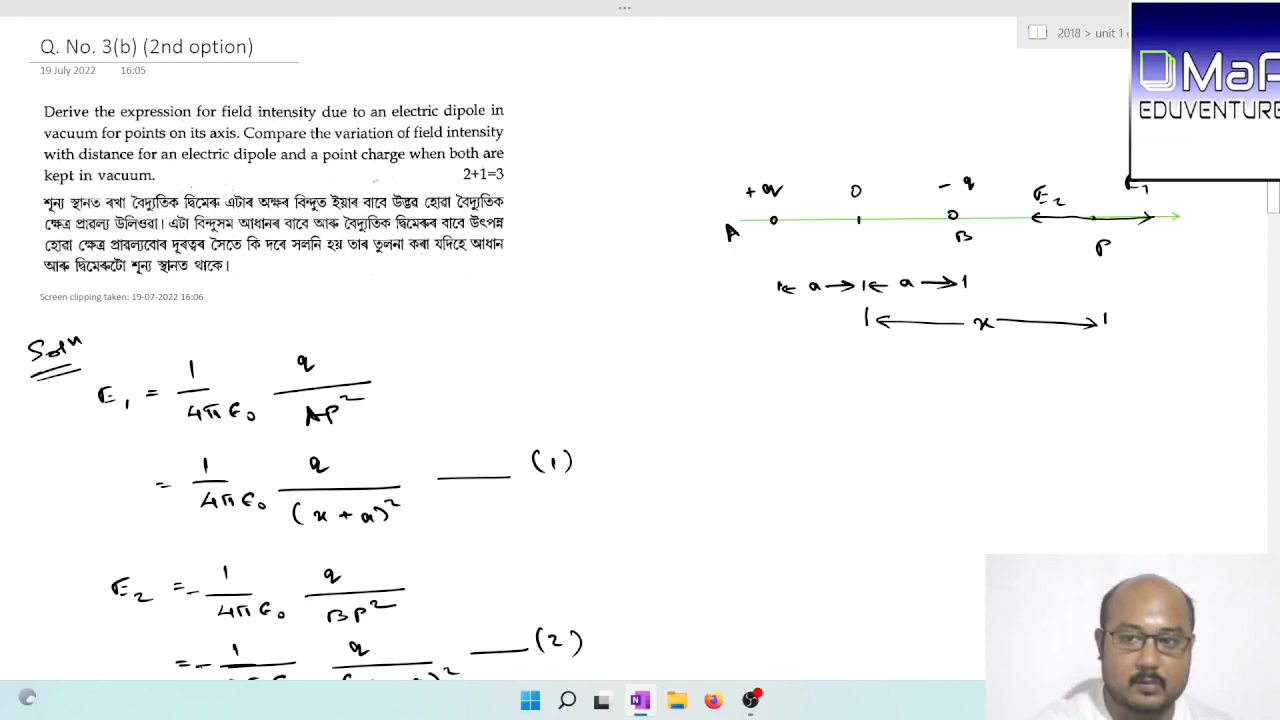 Q. No. 3(b) (2nd option)
19 July 2022 16:05
2018 > unit 1
MaP
EDUVENTURE
Derive the expression for field intensity due to an electric dipole in
vacuum for points on its axis. Compare the variation of field intensity
with distance for an electric dipole and a point charge when both are
kept in vacuum. 2+1=3
শূন্য স্থানত ৰখা বৈদ্যুতিক দ্বিমেৰু এটাৰ অক্ষৰ বিন্দুত ইয়াৰ বাবে উদ্ভৱ হোৱা বৈদ্যুতিক
ক্ষেত্ৰ প্ৰাৱল্য উলিওৱা। এটা বিন্দুসম আধানৰ বাবে আৰু বৈদ্যুতিক দ্বিমেৰুৰ বাবে উৎপন্ন
হোৱা ক্ষেত্ৰ প্ৰাৱল্যবোৰ দূৰত্বৰ সৈতে কি দৰে সলনি হয় তাৰ তুলনা কৰা যদিহে আধান
আৰু দ্বিমেৰুটো শূন্য স্থানত থাকে।
Screen clipping taken: 19-07-2022 16:06
+q 0 -q E₂ E₁
A B P
a a
x
Solⁿ
E₁ = 1/4πε₀ q/AP²
= 1/4πε₀ q/(x + a)² —— (1)
E₂ = - 1/4πε₀ q/BP²
= - 1 q —— (2)